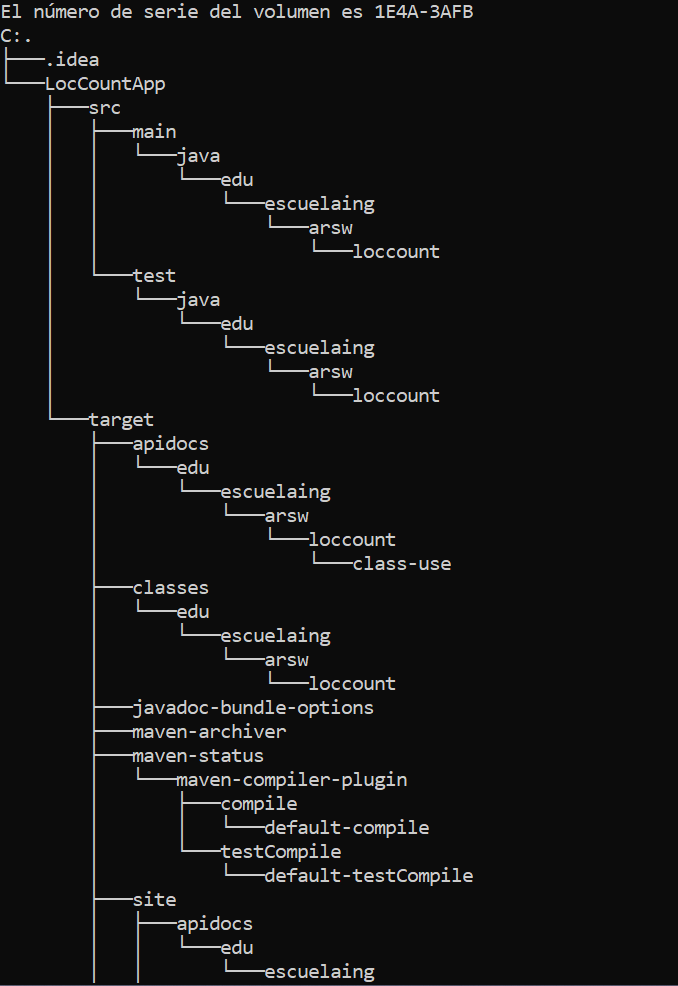 El número de serie del volumen es 1E4A-3AFB
C:.
├───.idea
└───LocCountApp
    ├───src
    │   ├───main
    │   │   └───java
    │   │       └───edu
    │   │           └───escuelaing
    │   │               └───arsw
    │   │                   └───loccount
    │   └───test
    │       └───java
    │           └───edu
    │               └───escuelaing
    │                   └───arsw
    │                       └───loccount
    └───target
        ├───apidocs
        │   └───edu
        │       └───escuelaing
        │           └───arsw
        │               └───loccount
        │                   └───class-use
        ├───classes
        │   └───edu
        │       └───escuelaing
        │           └───arsw
        │               └───loccount
        ├───javadoc-bundle-options
        ├───maven-archiver
        ├───maven-status
        │   └───maven-compiler-plugin
        │       ├───compile
        │       │   └───default-compile
        │       └───testCompile
        │           └───default-testCompile
        ├───site
        │   ├───apidocs
        │   │   └───edu
        │   │       └───escuelaing